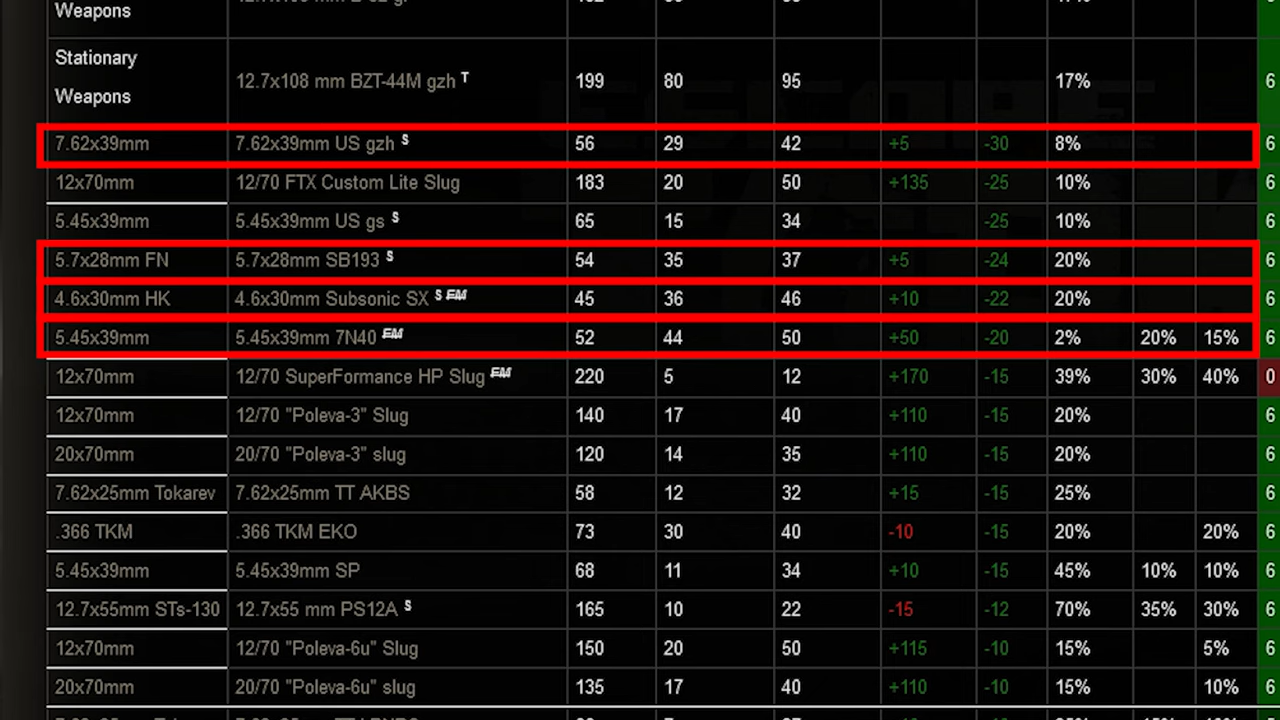 Weapons
Stationary
Weapons 12.7x108 mm BZT-44M gzh T 199 80 95 17% 6
7.62x39mm 7.62x39mm US gzh S 56 29 42 +5 -30 8% 6
12x70mm 12/70 FTX Custom Lite Slug 183 20 50 +135 -25 10% 6
5.45x39mm 5.45x39mm US gs S 65 15 34 -25 10% 6
5.7x28mm FN 5.7x28mm SB193 S 54 35 37 +5 -24 20% 6
4.6x30mm HK 4.6x30mm Subsonic SX S FM 45 36 46 +10 -22 20% 6
5.45x39mm 5.45x39mm 7N40 FM 52 44 50 +50 -20 2% 20% 15% 6
12x70mm 12/70 SuperFormance HP Slug FM 220 5 12 +170 -15 39% 30% 40% 0
12x70mm 12/70 "Poleva-3" Slug 140 17 40 +110 -15 20% 6
20x70mm 20/70 "Poleva-3" slug 120 14 35 +110 -15 20% 6
7.62x25mm Tokarev 7.62x25mm TT AKBS 58 12 32 +15 -15 25% 6
.366 TKM .366 TKM EKO 73 30 40 -10 -15 20% 20% 6
5.45x39mm 5.45x39mm SP 68 11 34 +10 -15 45% 10% 10% 6
12.7x55mm STs-130 12.7x55 mm PS12A S 165 10 22 -15 -12 70% 35% 30% 6
12x70mm 12/70 "Poleva-6u" Slug 150 20 50 +115 -10 15% 5% 6
20x70mm 20/70 "Poleva-6u" slug 135 17 40 +110 -10 15% 10% 6